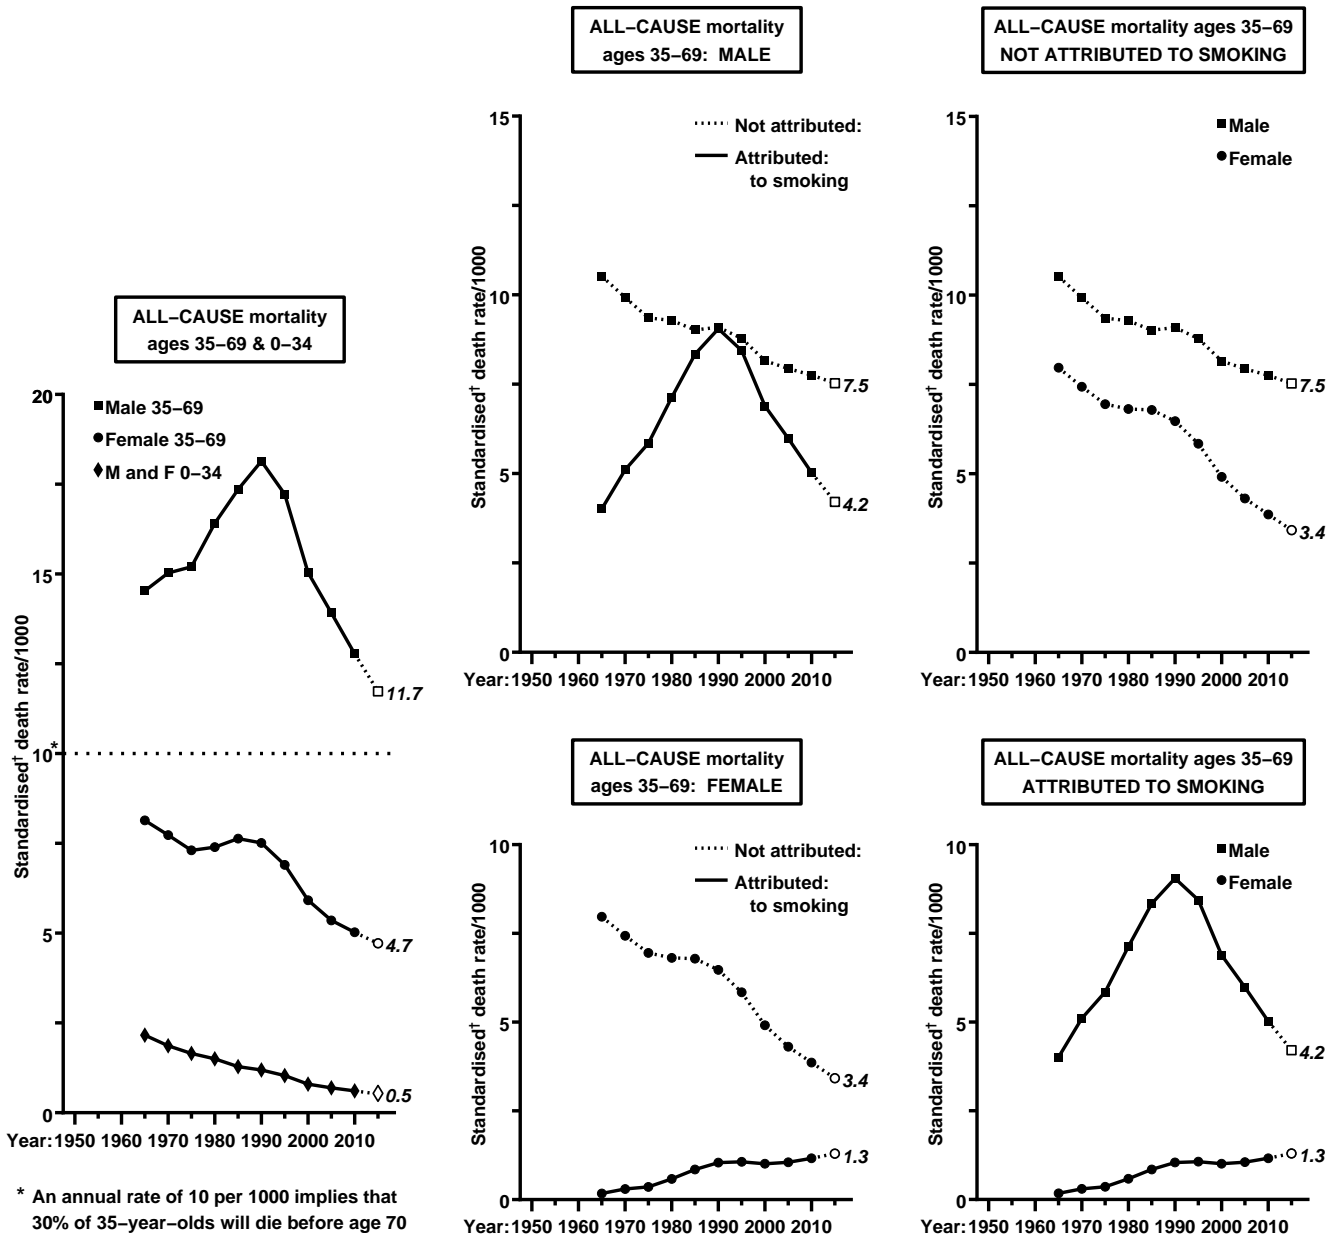 ALL–CAUSE mortality
ages 35–69 & 0–34
20
15
10
*
5
0
Standardised† death rate/1000
Male 35–69
Female 35–69
M and F 0–34
11.7
4.7
0.5
Year: 1950 1960 1970 1980 1990 2000 2010
* An annual rate of 10 per 1000 implies that
30% of 35–year–olds will die before age 70
ALL–CAUSE mortality
ages 35–69: MALE
15
10
5
0
Standardised† death rate/1000
Not attributed:
Attributed:
to smoking
7.5
4.2
Year: 1950 1960 1970 1980 1990 2000 2010
ALL–CAUSE mortality ages 35–69
NOT ATTRIBUTED TO SMOKING
15
10
5
0
Standardised† death rate/1000
Male
Female
7.5
3.4
Year: 1950 1960 1970 1980 1990 2000 2010
ALL–CAUSE mortality
ages 35–69: FEMALE
10
5
0
Standardised† death rate/1000
Not attributed:
Attributed:
to smoking
3.4
1.3
Year: 1950 1960 1970 1980 1990 2000 2010
ALL–CAUSE mortality ages 35–69
ATTRIBUTED TO SMOKING
10
5
0
Standardised† death rate/1000
Male
Female
4.2
1.3
Year: 1950 1960 1970 1980 1990 2000 2010